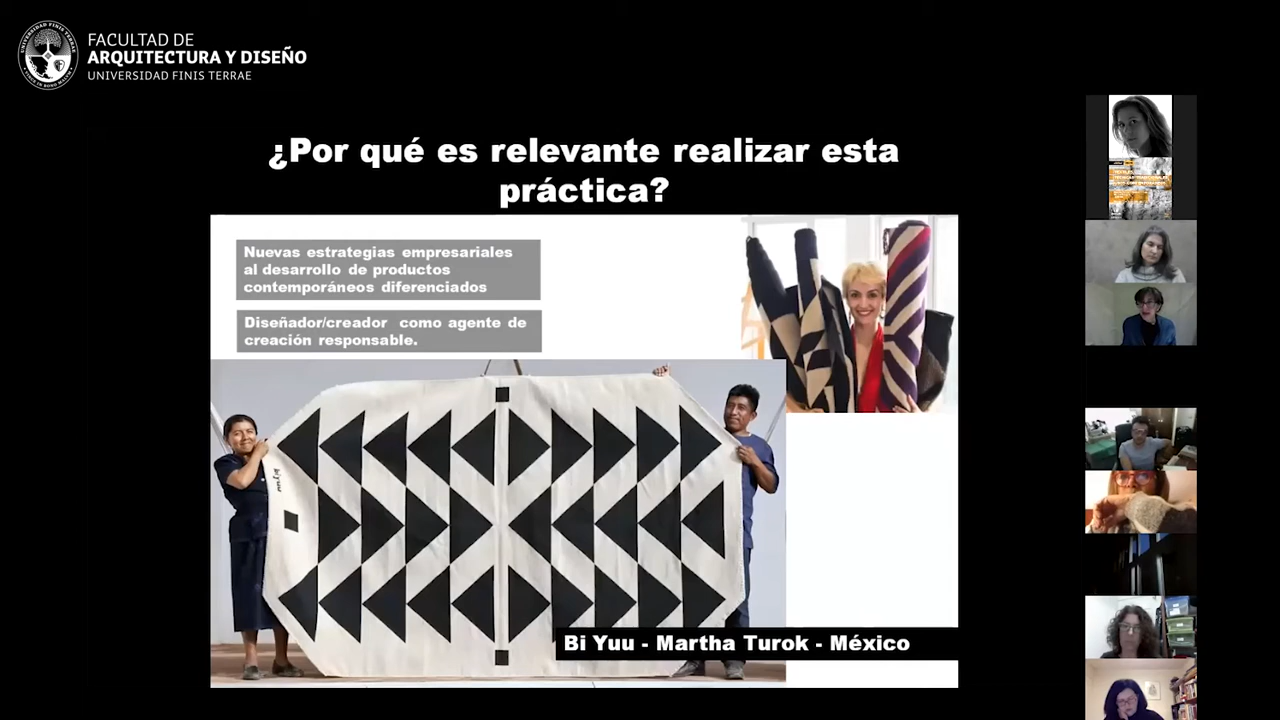 FACULTAD DE
ARQUITECTURA Y DISEÑO
UNIVERSIDAD FINIS TERRAE
¿Por qué es relevante realizar esta
práctica?
Nuevas estrategias empresariales
al desarrollo de productos
contemporáneos diferenciados
Diseñador/creador como agente de
creación responsable.
Bi Yuu - Martha Turok - México